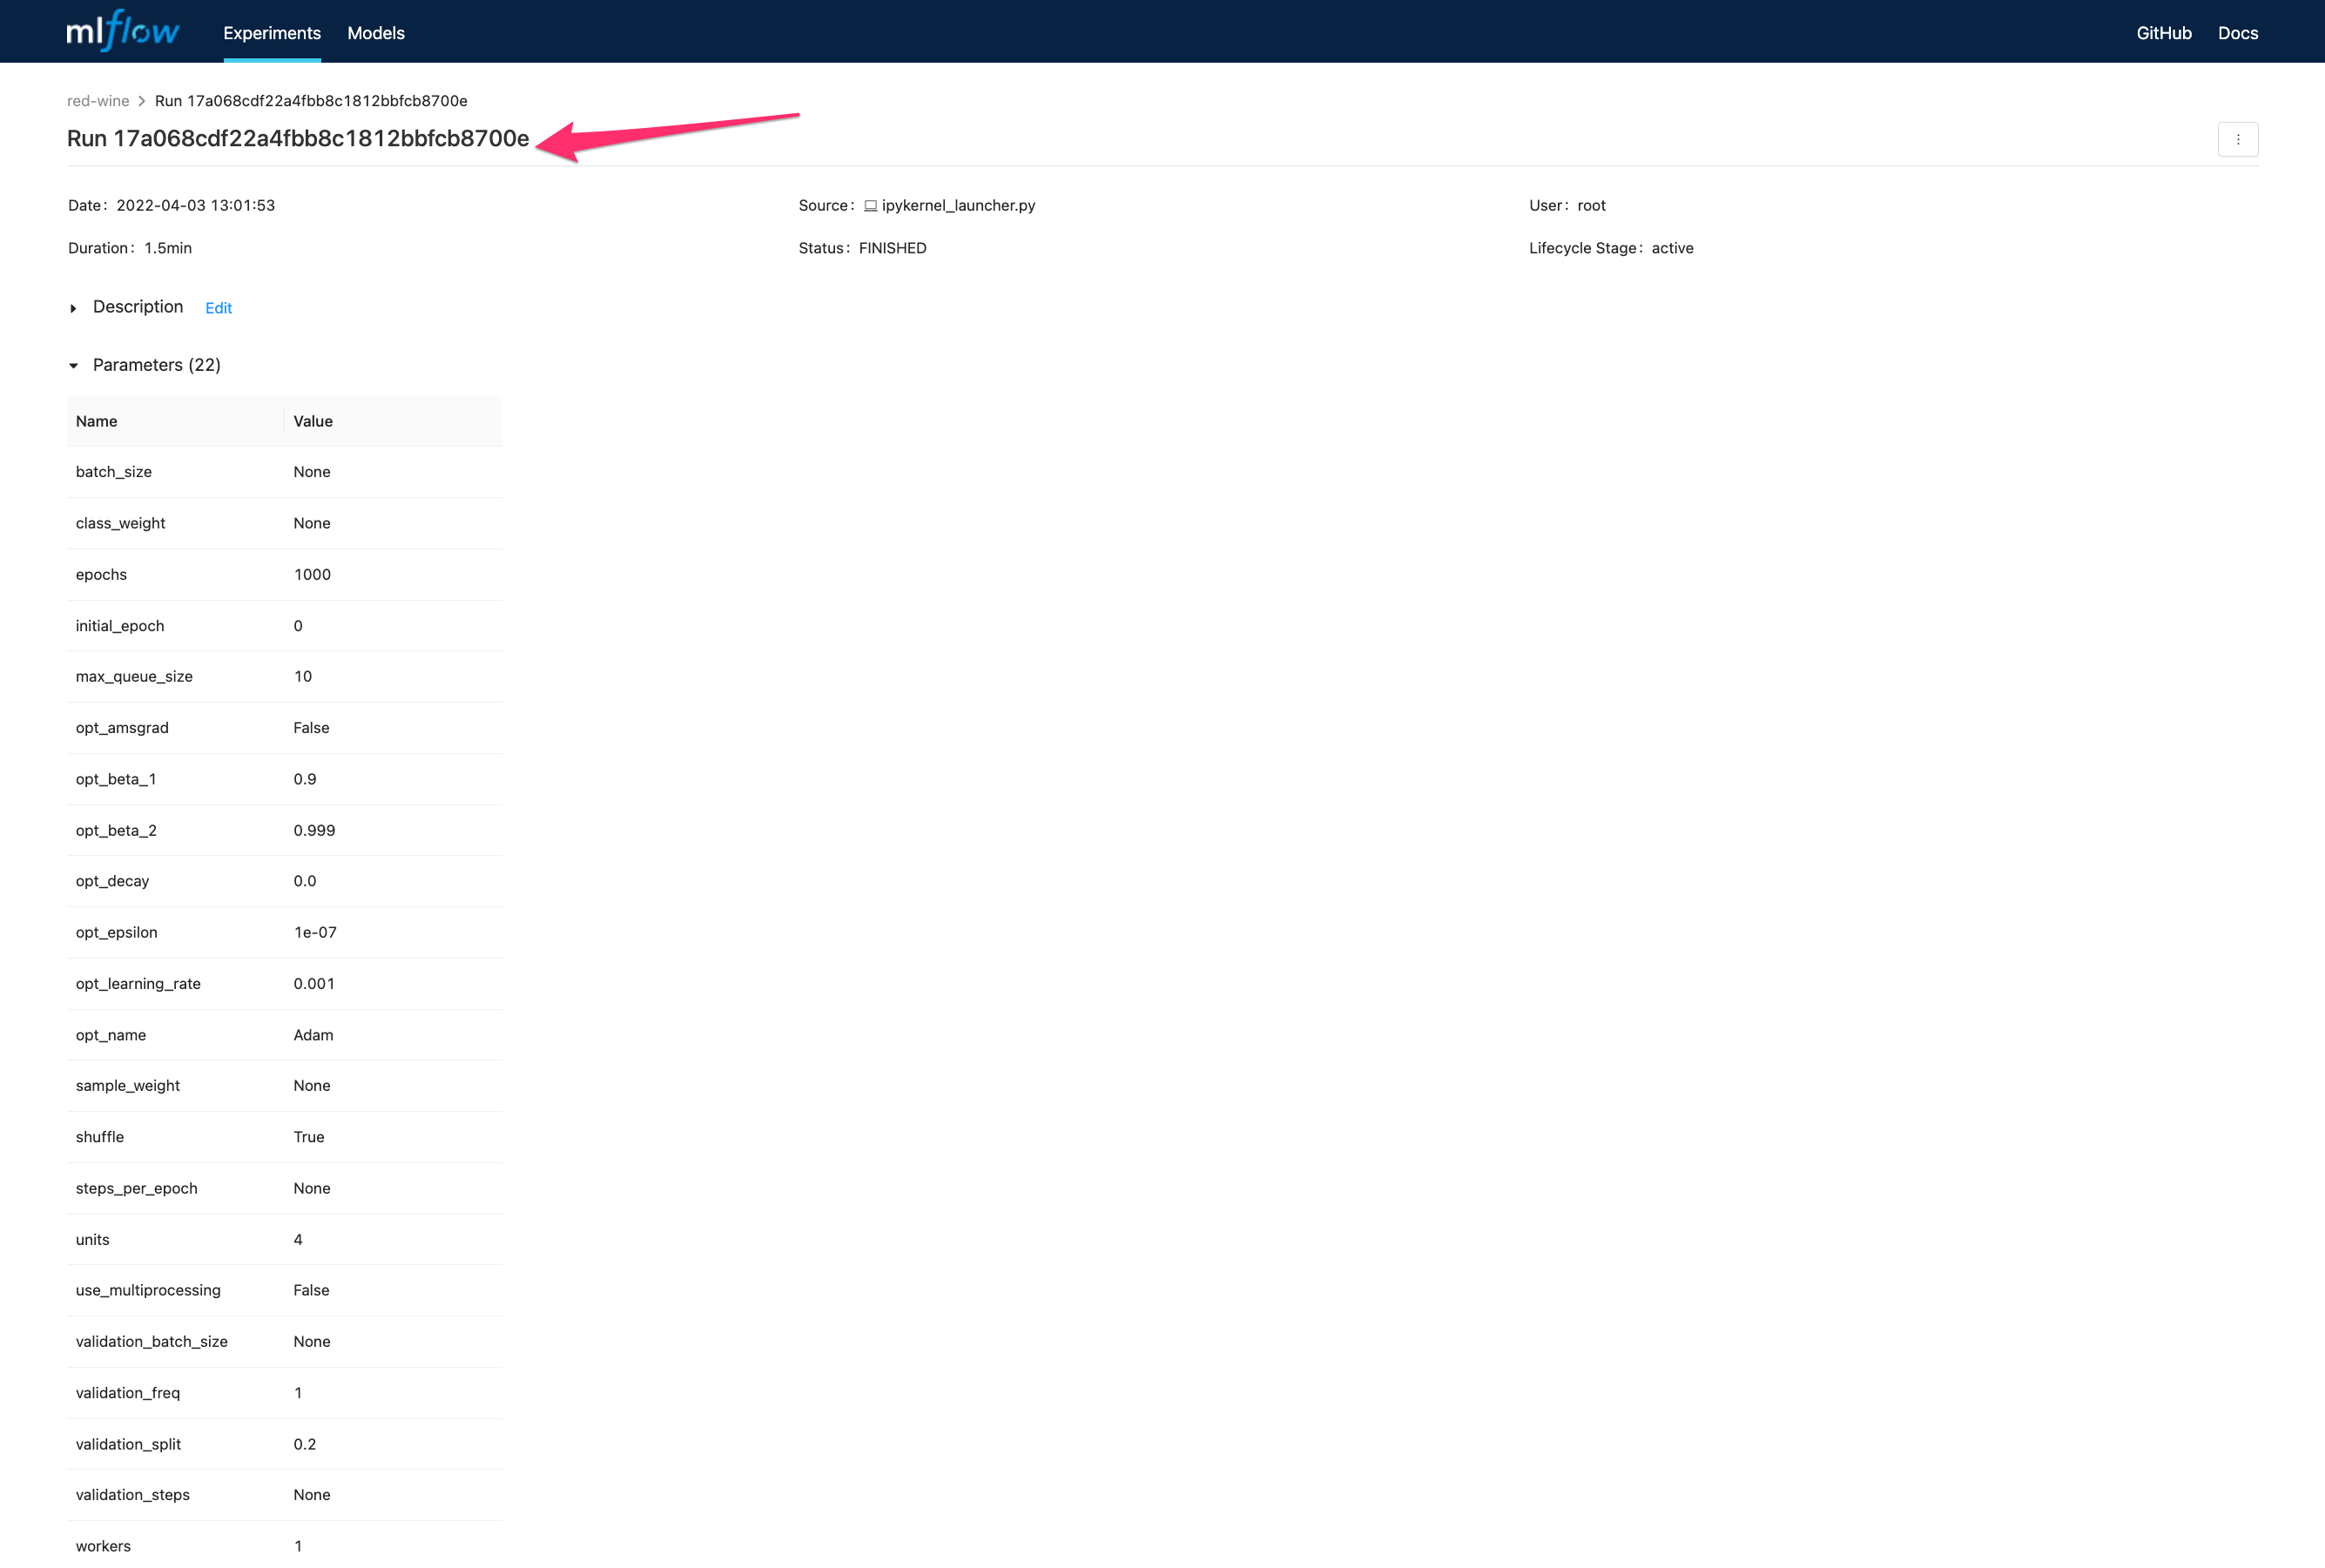 mlflow Experiments Models GitHub Docs
red-wine > Run 17a068cdf22a4fbb8c1812bbfcb8700e
Run 17a068cdf22a4fbb8c1812bbfcb8700e
Date: 2022-04-03 13:01:53 Source: ipykernel_launcher.py User: root
Duration: 1.5min Status: FINISHED Lifecycle Stage: active
Description Edit
Parameters (22)
Name Value
batch_size None
class_weight None
epochs 1000
initial_epoch 0
max_queue_size 10
opt_amsgrad False
opt_beta_1 0.9
opt_beta_2 0.999
opt_decay 0.0
opt_epsilon 1e-07
opt_learning_rate 0.001
opt_name Adam
sample_weight None
shuffle True
steps_per_epoch None
units 4
use_multiprocessing False
validation_batch_size None
validation_freq 1
validation_split 0.2
validation_steps None
workers 1